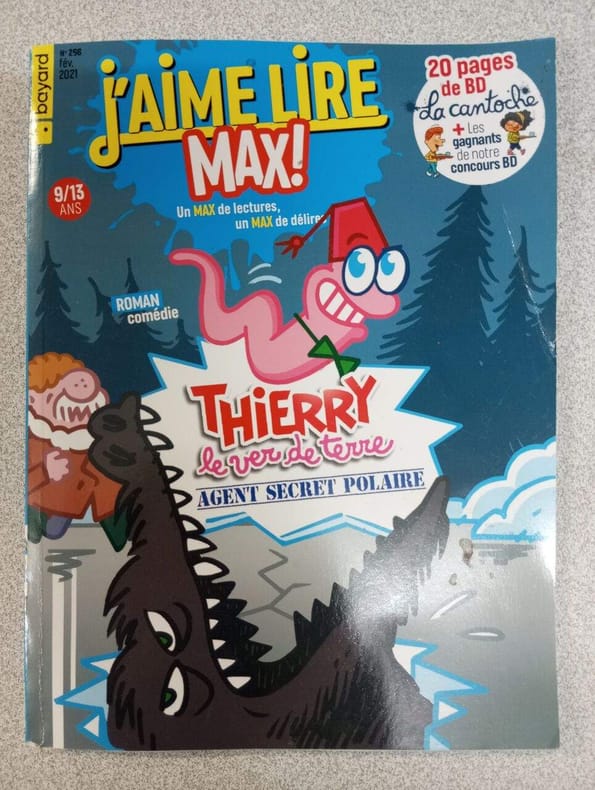 bayard
N° 256
fév.
2021
J'AIME LIRE
MAX!
Un MAX de lectures,
un MAX de délires
9/13
ANS
20 pages
de BD
La cantoche
+ Les
gagnants
de notre
concours BD
ROMAN
comédie
THiERRY
le ver de terre
AGENT SECRET POLAIRE